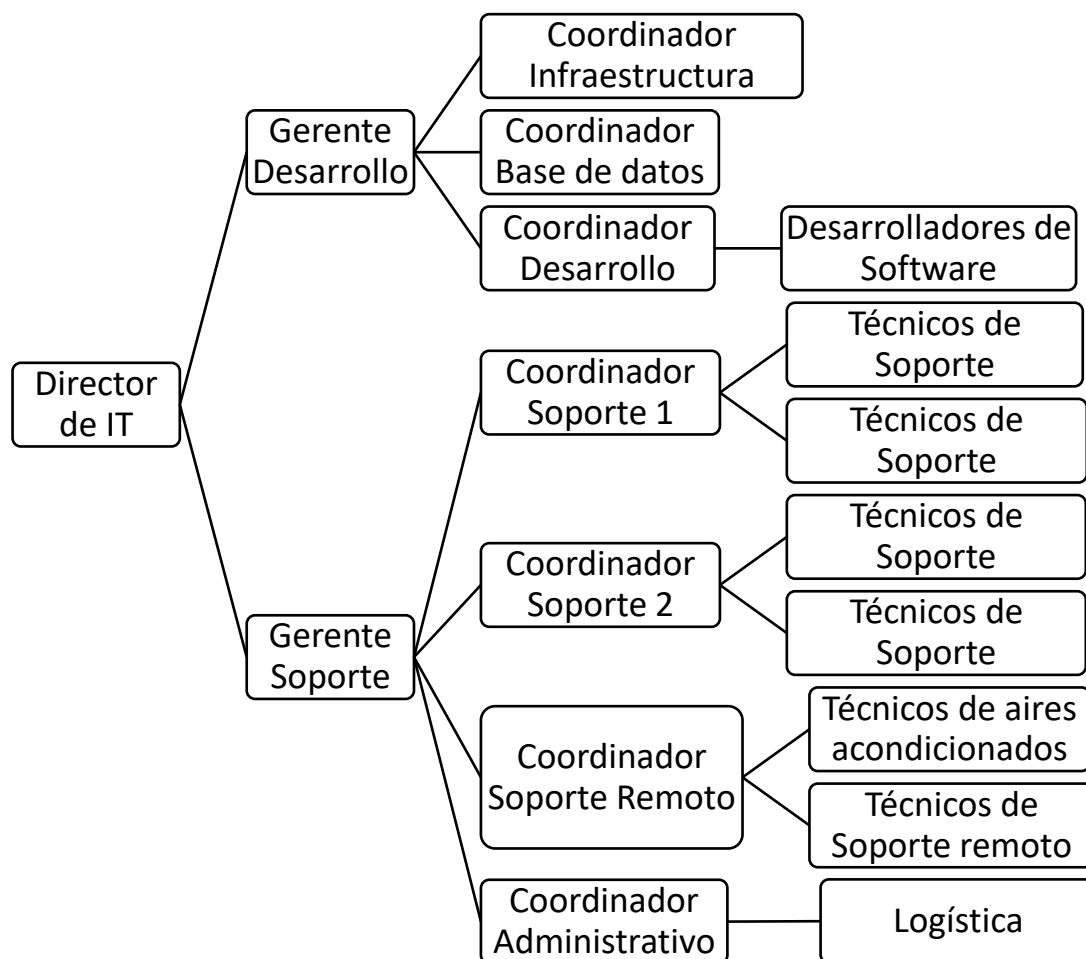 Coordinador
Infraestructura
Gerente
Desarrollo
Coordinador
Base de datos
Coordinador
Desarrollo
Desarrolladores de
Software
Director
de IT
Coordinador
Soporte 1
Técnicos de
Soporte
Técnicos de
Soporte
Coordinador
Soporte 2
Técnicos de
Soporte
Técnicos de
Soporte
Gerente
Soporte
Coordinador
Soporte Remoto
Técnicos de aires
acondicionados
Técnicos de
Soporte remoto
Coordinador
Administrativo
Logística